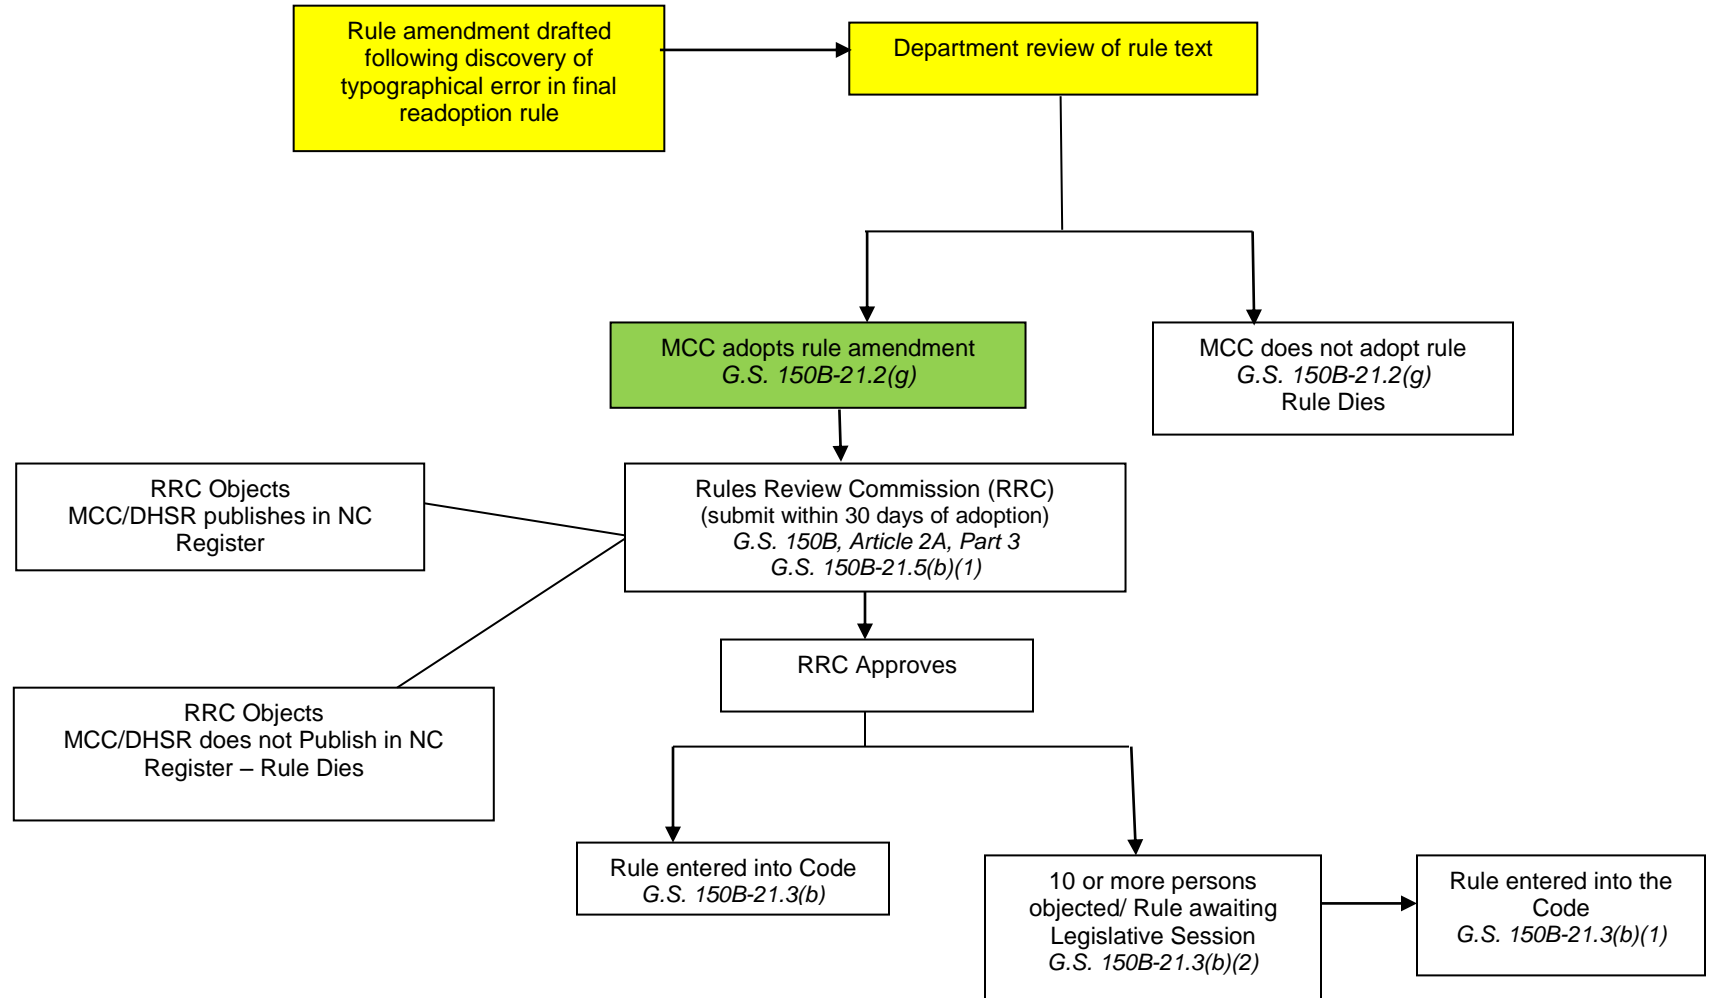 Rule amendment drafted
following discovery of
typographical error in final
readoption rule
Department review of rule text
MCC adopts rule amendment
G.S. 150B-21.2(g)
MCC does not adopt rule
G.S. 150B-21.2(g)
Rule Dies
RRC Objects
MCC/DHSR publishes in NC
Register
Rules Review Commission (RRC)
(submit within 30 days of adoption)
G.S. 150B, Article 2A, Part 3
G.S. 150B-21.5(b)(1)
RRC Approves
RRC Objects
MCC/DHSR does not Publish in NC
Register – Rule Dies
Rule entered into Code
G.S. 150B-21.3(b)
10 or more persons
objected/ Rule awaiting
Legislative Session
G.S. 150B-21.3(b)(2)
Rule entered into the
Code
G.S. 150B-21.3(b)(1)